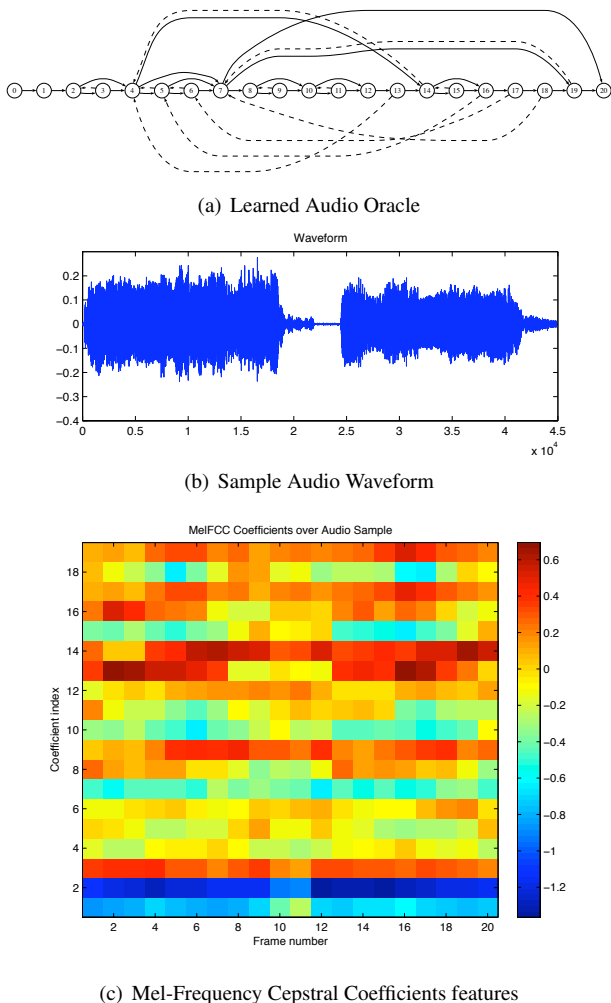 0 1 2 3 4 5 6 7 8 9 10 11 12 13 14 15 16 17 18 19 20
(a) Learned Audio Oracle
Waveform
0.2
0.1
0
−0.1
−0.2
−0.3
−0.4
0 0.5 1 1.5 2 2.5 3 3.5 4 4.5
x 10^4
(b) Sample Audio Waveform
MelFCC Coefficients over Audio Sample
Coefficient index
18
16
14
12
10
8
6
4
2
2 4 6 8 10 12 14 16 18 20
Frame number
0.6
0.4
0.2
0
−0.2
−0.4
−0.6
−0.8
−1
−1.2
(c) Mel-Frequency Cepstral Coefficients features